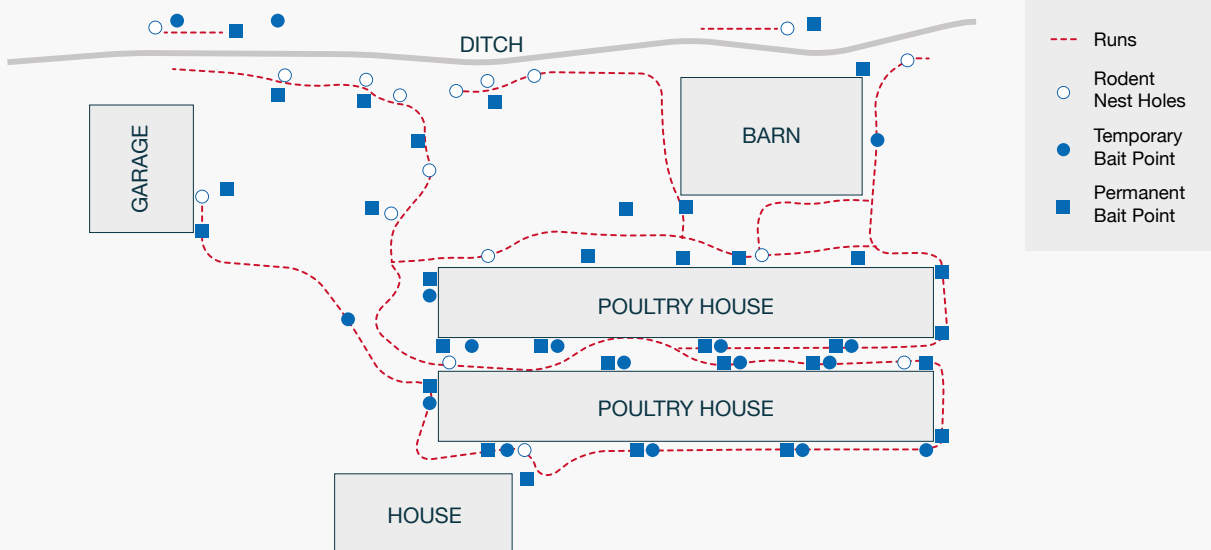 DITCH
GARAGE
BARN
POULTRY HOUSE
POULTRY HOUSE
HOUSE
Runs
Rodent
Nest Holes
Temporary
Bait Point
Permanent
Bait Point